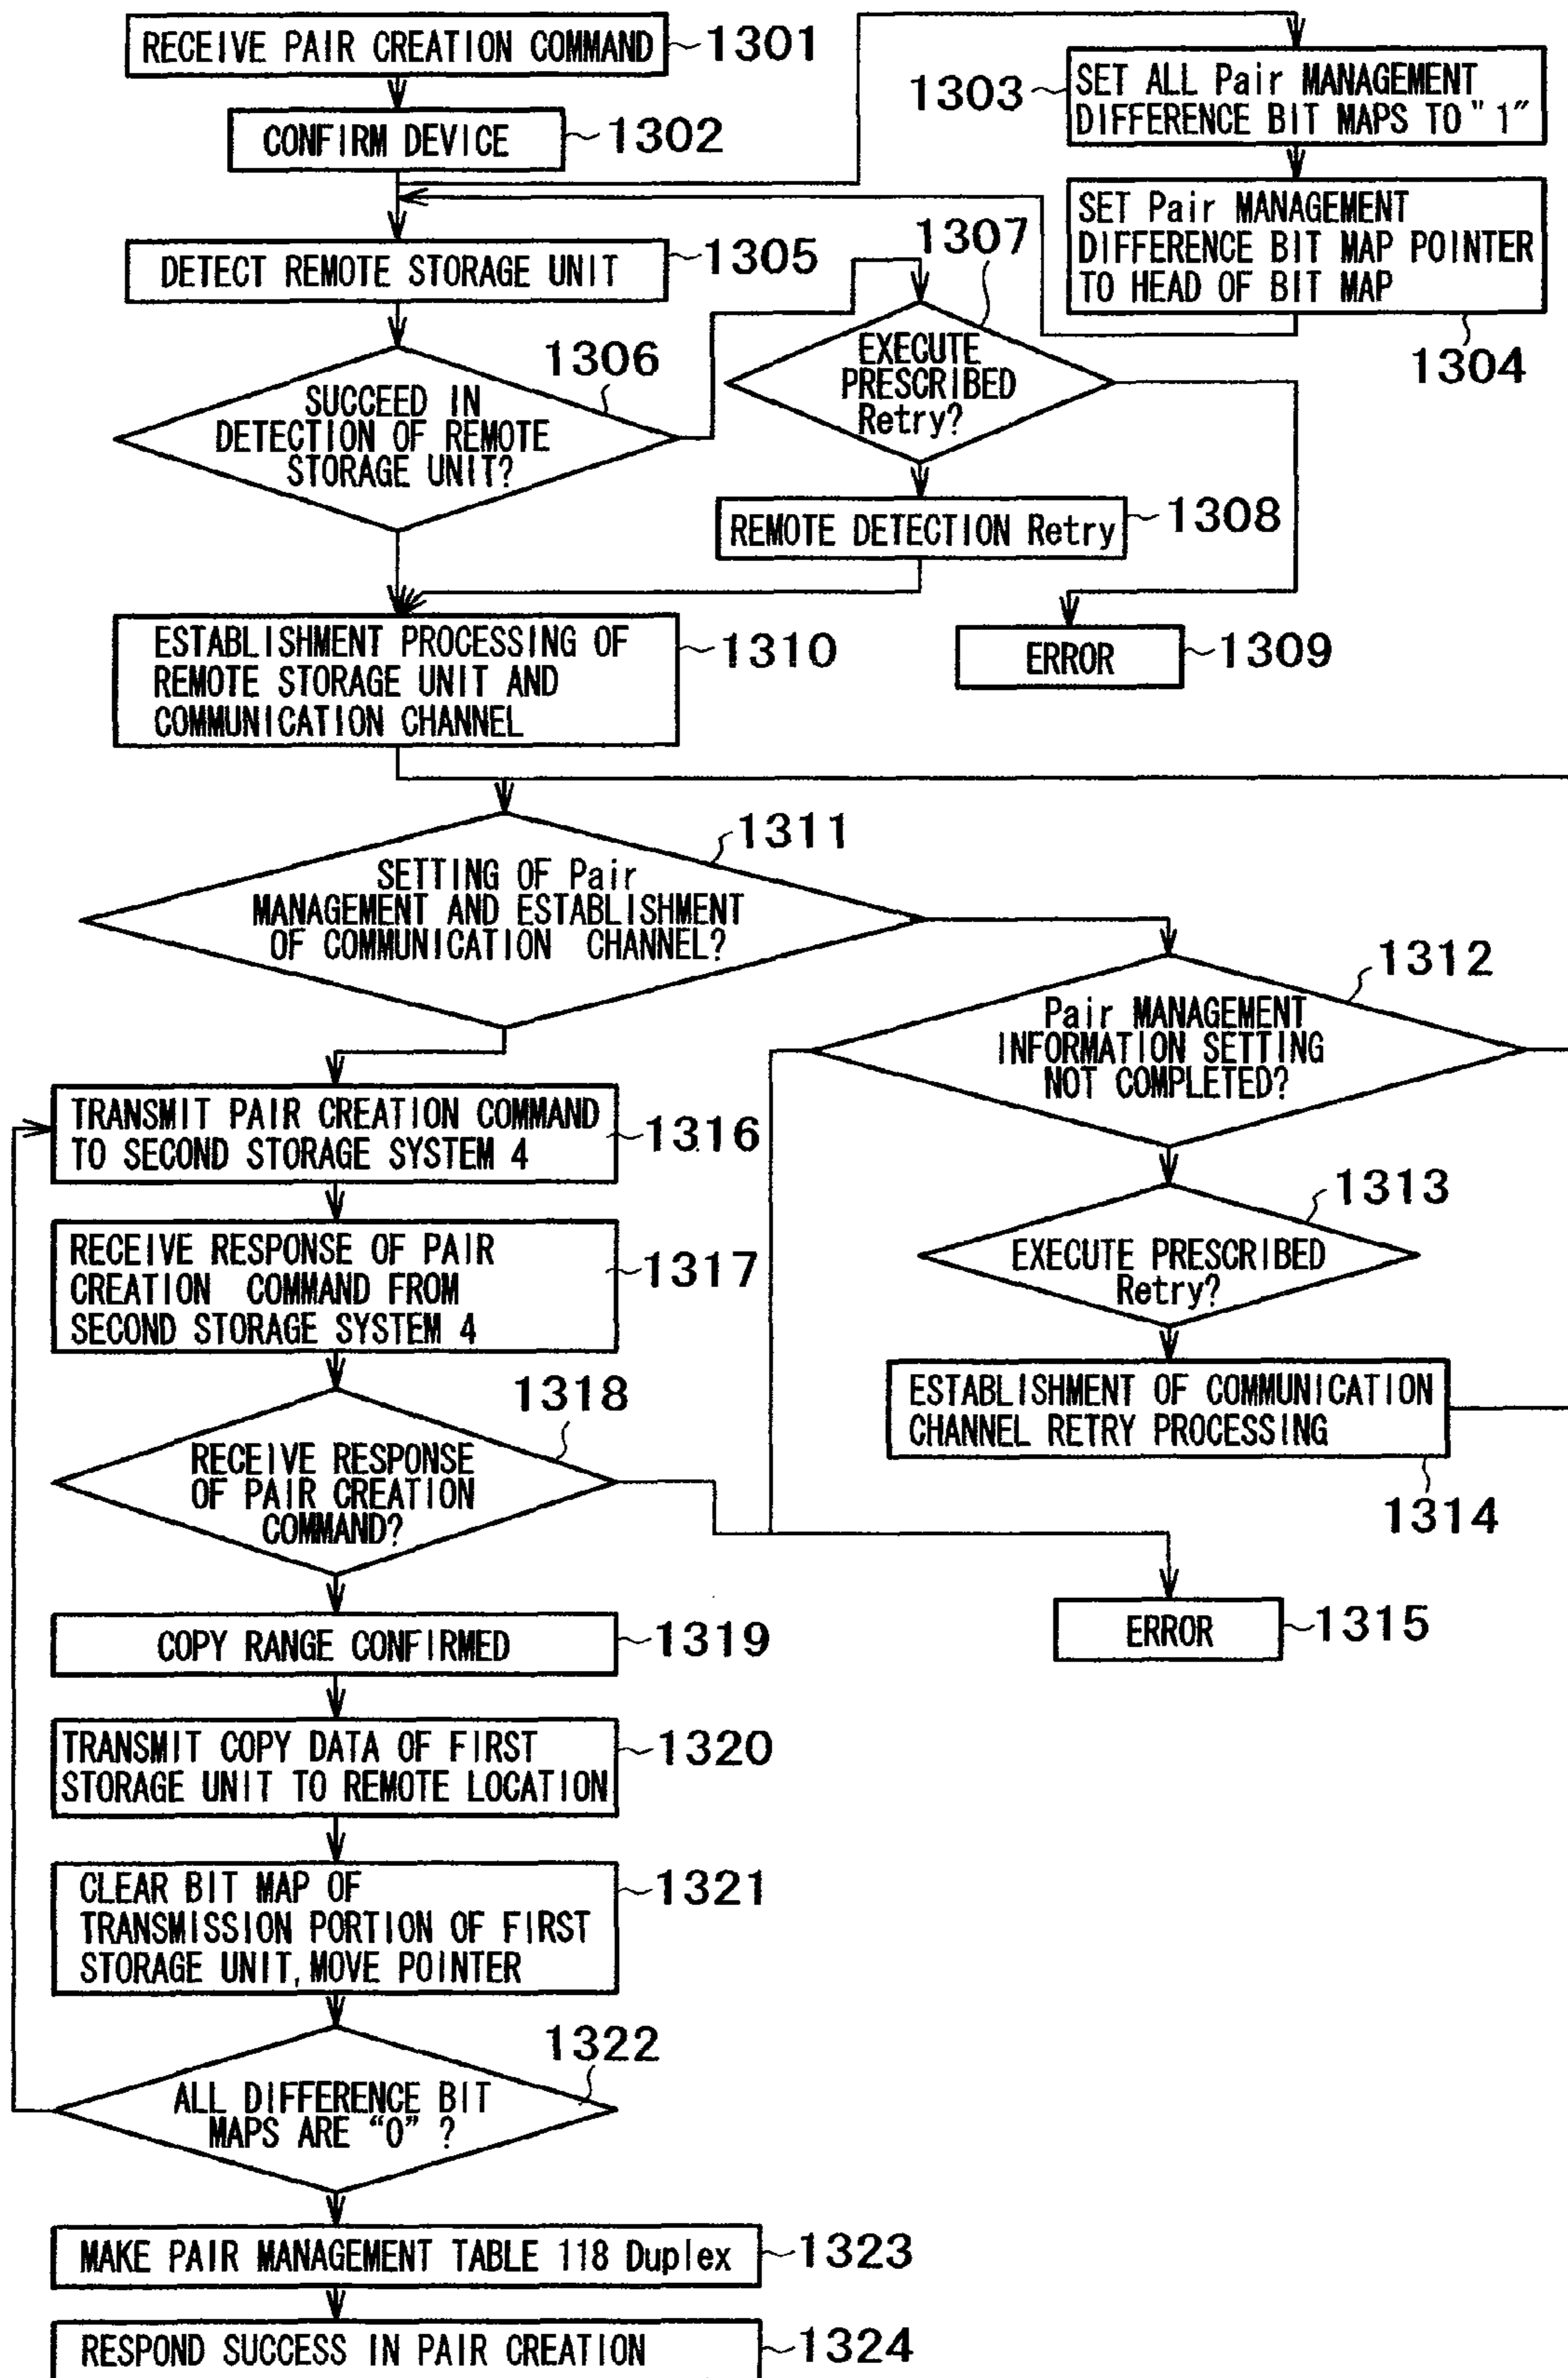 RECEIVE PAIR CREATION COMMAND
1301
CONFIRM DEVICE
1302
1303
SET ALL Pair MANAGEMENT
DIFFERENCE BIT MAPS TO "1"
SET Pair MANAGEMENT
DIFFERENCE BIT MAP POINTER
TO HEAD OF BIT MAP
1304
DETECT REMOTE STORAGE UNIT
1305
1306
SUCCEED IN
DETECTION OF REMOTE
STORAGE UNIT?
1307
EXECUTE
PRESCRIBED
Retry?
REMOTE DETECTION Retry
1308
ERROR
1309
ESTABLISHMENT PROCESSING OF
REMOTE STORAGE UNIT AND
COMMUNICATION CHANNEL
1310
1311
SETTING OF Pair
MANAGEMENT AND ESTABLISHMENT
OF COMMUNICATION CHANNEL?
1312
Pair MANAGEMENT
INFORMATION SETTING
NOT COMPLETED?
1313
EXECUTE PRESCRIBED
Retry?
ESTABLISHMENT OF COMMUNICATION
CHANNEL RETRY PROCESSING
1314
ERROR
1315
TRANSMIT PAIR CREATION COMMAND
TO SECOND STORAGE SYSTEM 4
1316
RECEIVE RESPONSE OF PAIR
CREATION COMMAND FROM
SECOND STORAGE SYSTEM 4
1317
1318
RECEIVE RESPONSE
OF PAIR CREATION
COMMAND?
COPY RANGE CONFIRMED
1319
TRANSMIT COPY DATA OF FIRST
STORAGE UNIT TO REMOTE LOCATION
1320
CLEAR BIT MAP OF
TRANSMISSION PORTION OF FIRST
STORAGE UNIT, MOVE POINTER
1321
1322
ALL DIFFERENCE BIT
MAPS ARE “0” ?
MAKE PAIR MANAGEMENT TABLE 118 Duplex
1323
RESPOND SUCCESS IN PAIR CREATION
1324